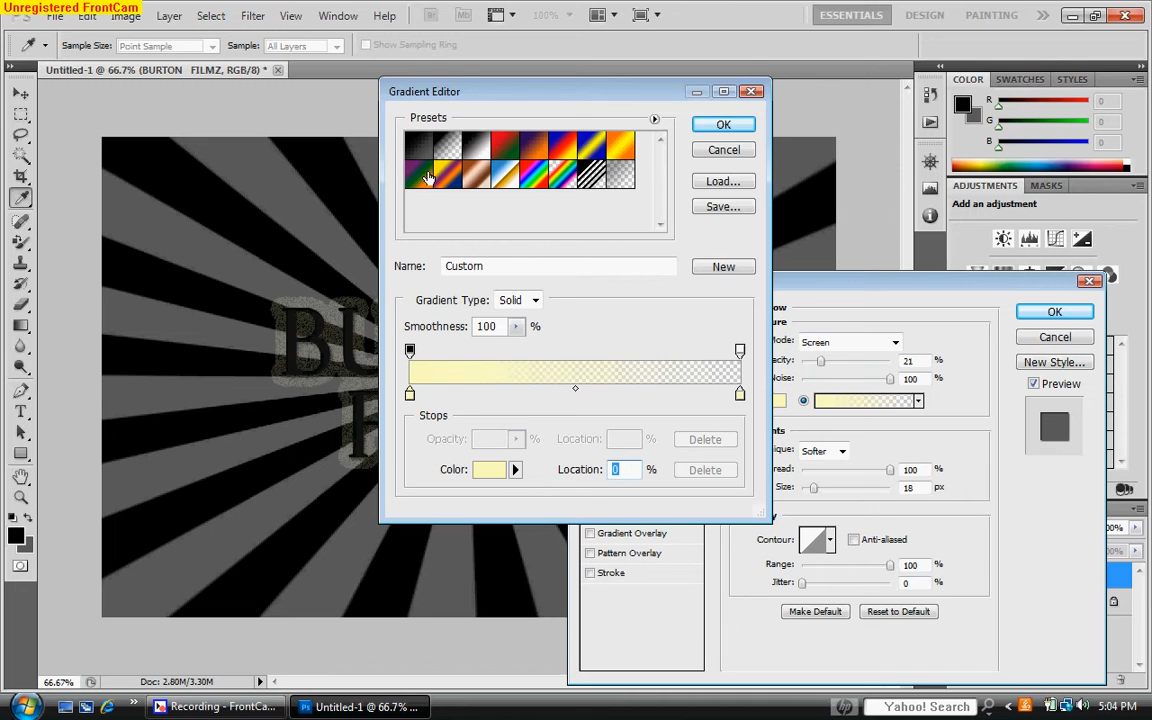 Unregistered FrontCam
PS File Edit Image Layer Select Filter View Window Help
Br Mb 100% ESSENTIALS DESIGN PAINTING
Sample Size: Point Sample Sample: All Layers Show Sampling Ring
Untitled-1 @ 66.7% (BURTON FILMZ, RGB/8) *
COLOR SWATCHES STYLES
R 0
G 0
B 0
ADJUSTMENTS MASKS
Add an adjustment
Gradient Editor
Presets
OK
Cancel
Load...
Save...
Name: Custom
New
Gradient Type: Solid
Smoothness: 100 %
Stops
Opacity: % Location: % Delete
Color: Location: 0 % Delete
OK
Cancel
New Style...
Preview
Mode: Screen
21 %
Noise: 100 %
Softer
100 %
Size: 18 px
Contour: Anti-aliased
Range: 100 %
Jitter: 0 %
Make Default Reset to Default
Gradient Overlay
Pattern Overlay
Stroke
66.67% Doc: 2.80M/3.30M
Recording - FrontCa... Untitled-1 @ 66.7% ... Yahoo! Search 5:04 PM